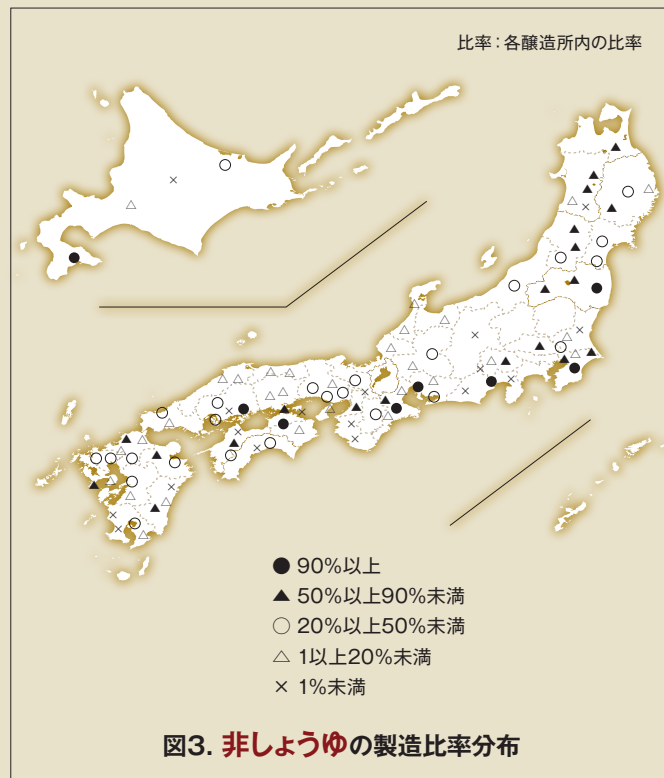 比率：各醸造所内の比率
● 90%以上
▲ 50%以上90%未満
○ 20%以上50%未満
△ 1以上20%未満
× 1%未満
図3. 非しょうゆの製造比率分布